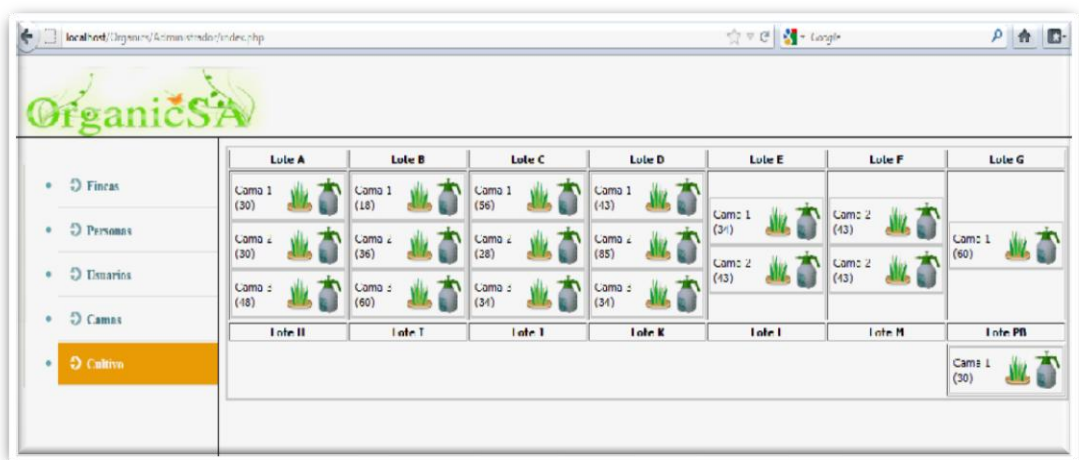 localhost/Organics/Administrador/index.php
Google
OrganicSA
Fincas
Personas
Usuarios
Camas
Cultivo
Lote A Lote B Lote C Lote D Lote E Lote F Lote G
Cama 1 (30)
Cama 2 (30)
Cama 3 (48)
Cama 1 (18)
Cama 2 (36)
Cama 3 (60)
Cama 1 (56)
Cama 2 (28)
Cama 3 (34)
Cama 1 (43)
Cama 2 (85)
Cama 3 (34)
Cama 1 (34)
Cama 2 (43)
Cama 2 (43)
Cama 2 (43)
Cama 1 (60)
Lote H Lote I Lote J Lote K Lote L Lote M Lote PB
Cama 1 (30)